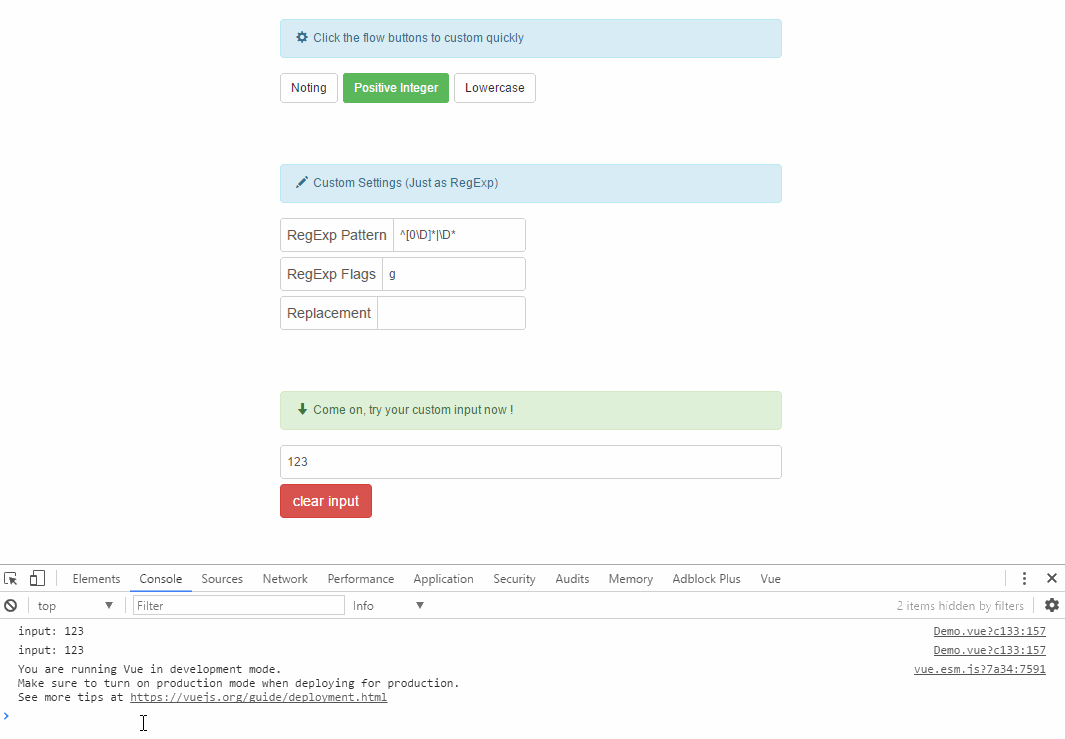 Click the flow buttons to custom quickly
Noting Positive Integer Lowercase
Custom Settings (Just as RegExp)
RegExp Pattern ^[0\D]*|\D*
RegExp Flags g
Replacement
Come on, try your custom input now !
123
clear input
Elements Console Sources Network Performance Application Security Audits Memory Adblock Plus Vue
top Filter Info 2 items hidden by filters
input: 123 Demo.vue?c133:157
input: 123 Demo.vue?c133:157
You are running Vue in development mode. vue.esm.js?7a34:7591
Make sure to turn on production mode when deploying for production.
See more tips at https://vuejs.org/guide/deployment.html